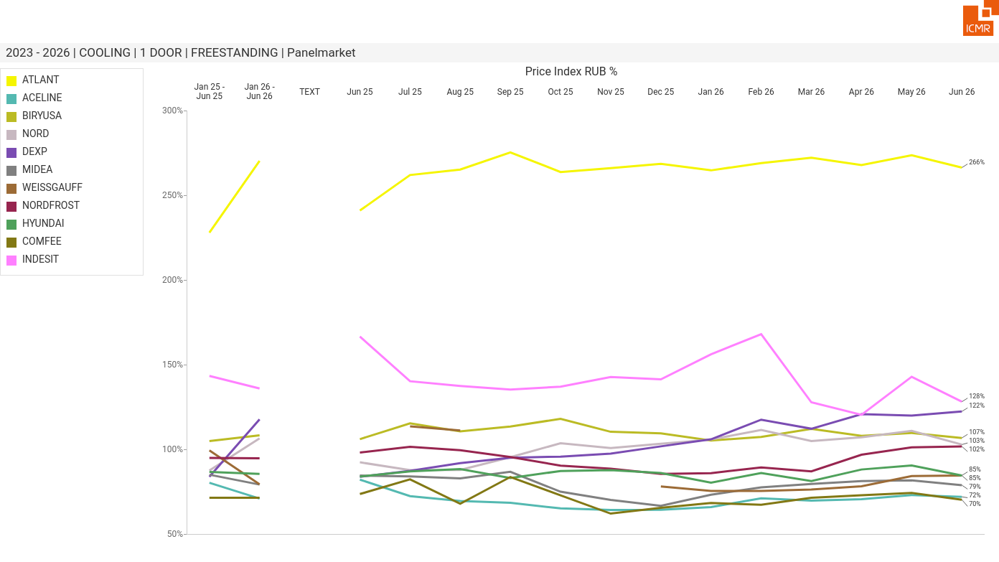 ICMR
2023 - 2026 | COOLING | 1 DOOR | FREESTANDING | Panelmarket
ATLANT
ACELINE
BIRYUSA
NORD
DEXP
MIDEA
WEISSGAUFF
NORDFROST
HYUNDAI
COMFEE
INDESIT
Price Index RUB %
Jan 25 -
Jun 25
Jan 26 -
Jun 26
TEXT
Jun 25
Jul 25
Aug 25
Sep 25
Oct 25
Nov 25
Dec 25
Jan 26
Feb 26
Mar 26
Apr 26
May 26
Jun 26
300%
250%
200%
150%
100%
50%
266%
128%
122%
107%
103%
102%
85%
85%
79%
72%
70%